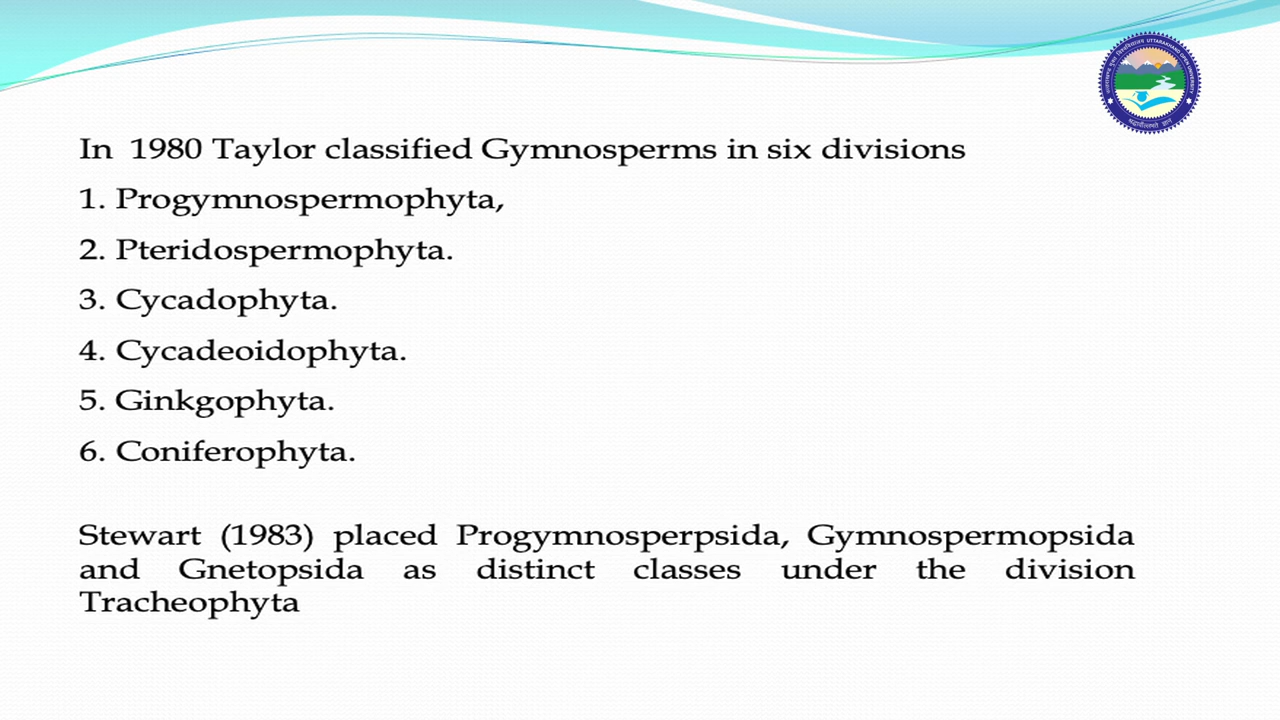 In 1980 Taylor classified Gymnosperms in six divisions
1. Progymnospermophyta,
2. Pteridospermophyta.
3. Cycadophyta.
4. Cycadeoidophyta.
5. Ginkgophyta.
6. Coniferophyta.
Stewart (1983) placed Progymnosperpsida, Gymnospermopsida
and Gnetopsida as distinct classes under the division
Tracheophyta